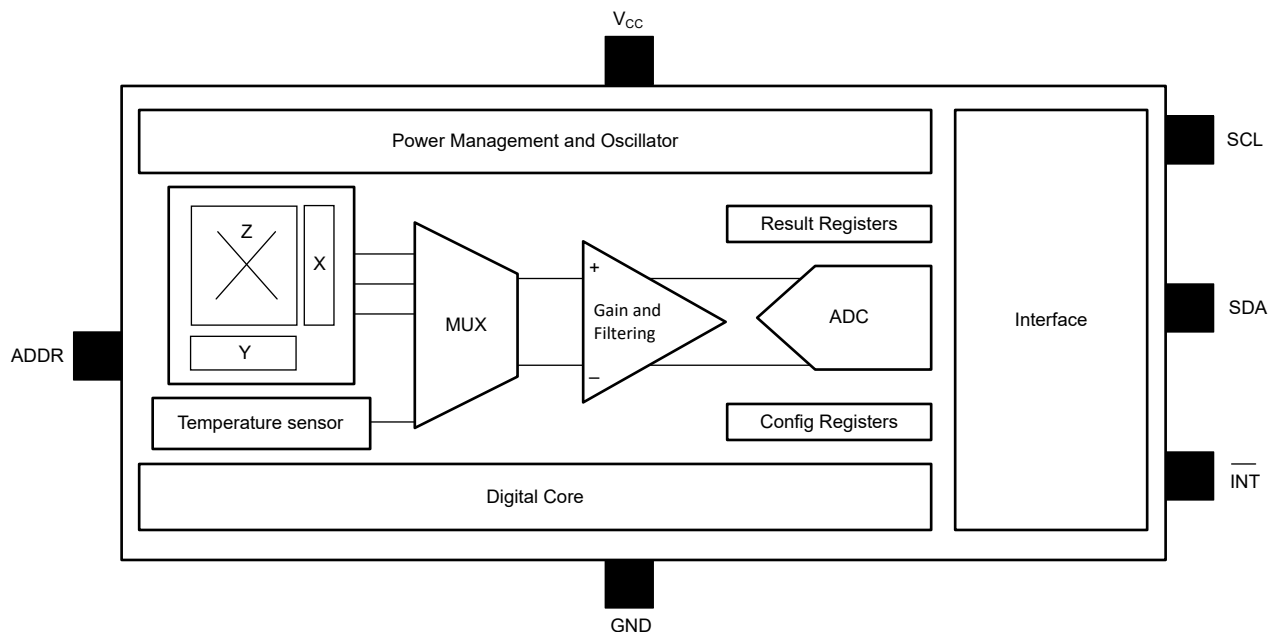 VCC
Power Management and Oscillator
SCL
Result Registers
Z
X
+
Gain and
Filtering
–
MUX
ADC
Interface
SDA
Y
ADDR
Temperature sensor
Config Registers
INT
Digital Core
GND